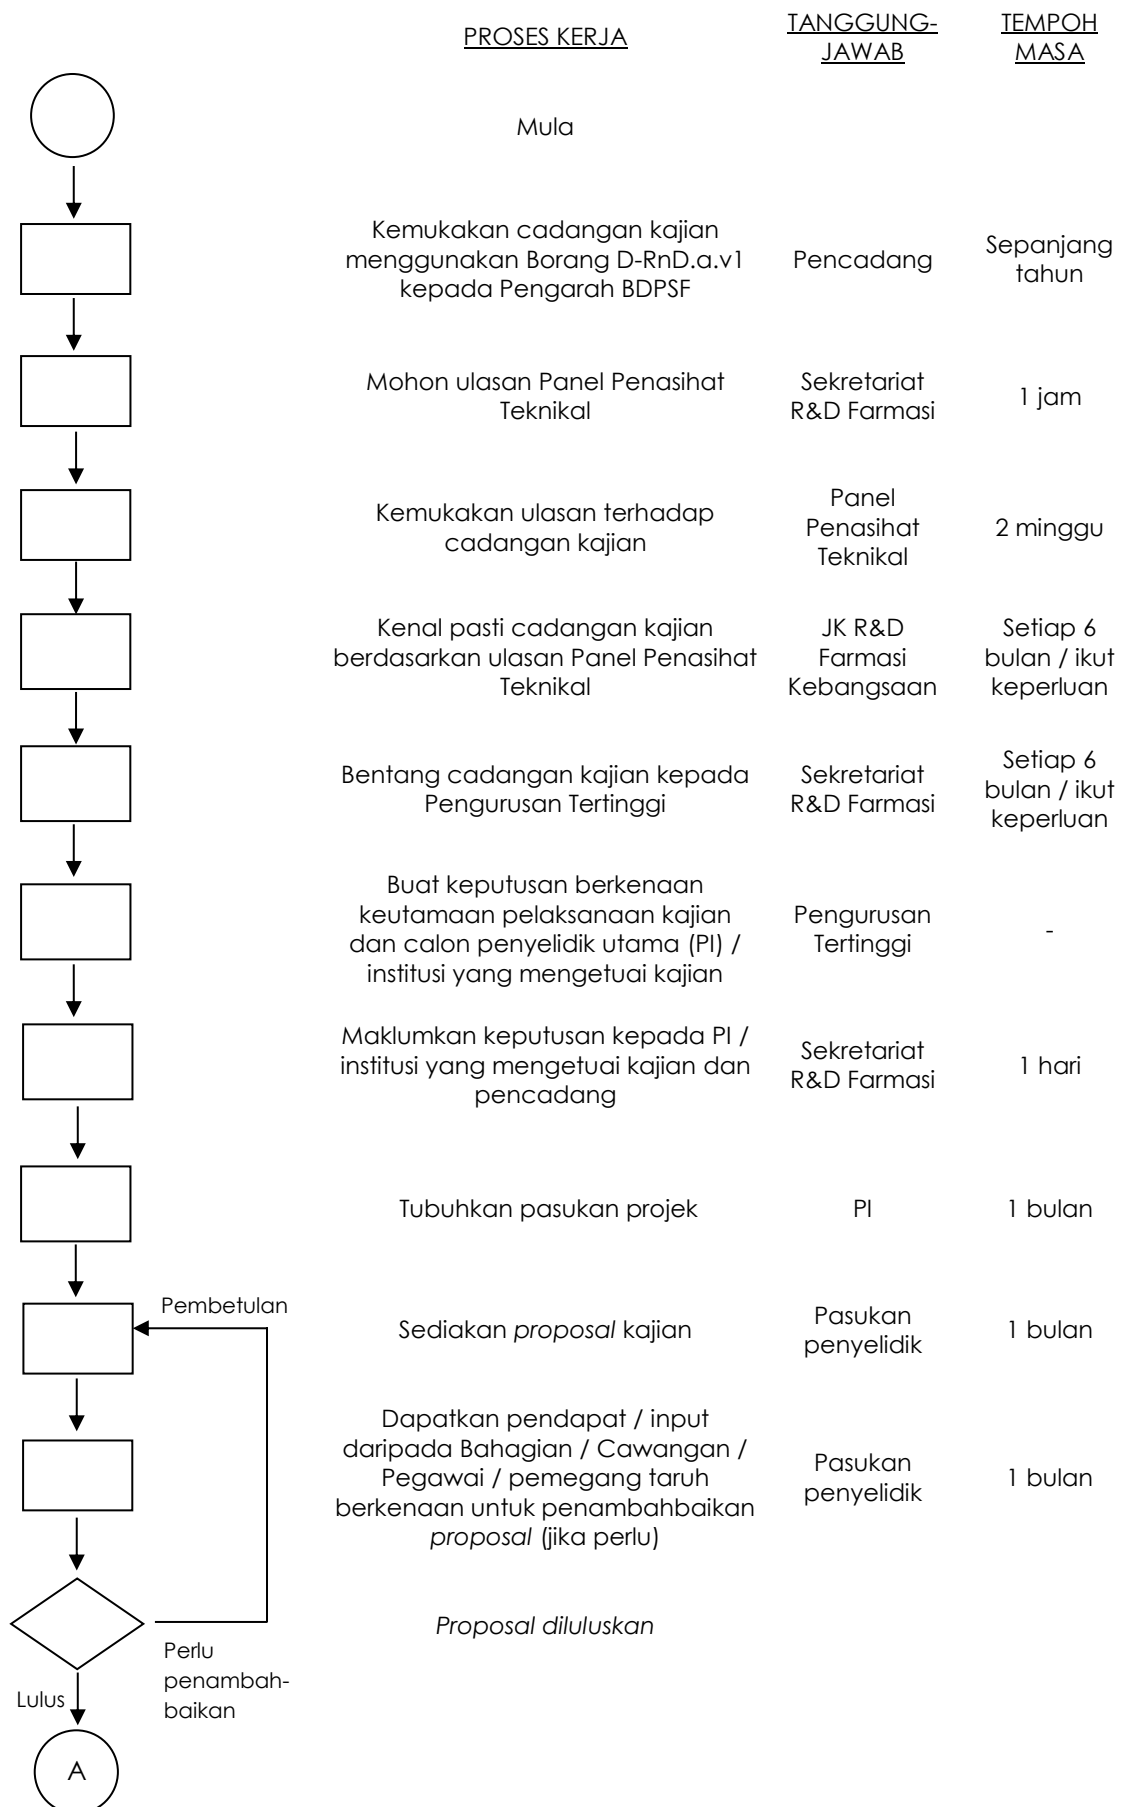 PROSES KERJA
TANGGUNG-
JAWAB
TEMPOH
MASA
Mula
Kemukakan cadangan kajian
menggunakan Borang D-RnD.a.v1
kepada Pengarah BDPSF
Pencadang
Sepanjang
tahun
Mohon ulasan Panel Penasihat
Teknikal
Sekretariat
R&D Farmasi
1 jam
Kemukakan ulasan terhadap
cadangan kajian
Panel
Penasihat
Teknikal
2 minggu
Kenal pasti cadangan kajian
berdasarkan ulasan Panel Penasihat
Teknikal
JK R&D
Farmasi
Kebangsaan
Setiap 6
bulan / ikut
keperluan
Bentang cadangan kajian kepada
Pengurusan Tertinggi
Sekretariat
R&D Farmasi
Setiap 6
bulan / ikut
keperluan
Buat keputusan berkenaan
keutamaan pelaksanaan kajian
dan calon penyelidik utama (PI) /
institusi yang mengetuai kajian
Pengurusan
Tertinggi
-
Maklumkan keputusan kepada PI /
institusi yang mengetuai kajian dan
pencadang
Sekretariat
R&D Farmasi
1 hari
Tubuhkan pasukan projek
PI
1 bulan
Pembetulan
Sediakan proposal kajian
Pasukan
penyelidik
1 bulan
Dapatkan pendapat / input
daripada Bahagian / Cawangan /
Pegawai / pemegang taruh
berkenaan untuk penambahbaikan
proposal (jika perlu)
Pasukan
penyelidik
1 bulan
Proposal diluluskan
Perlu
penambah-
baikan
Lulus
A